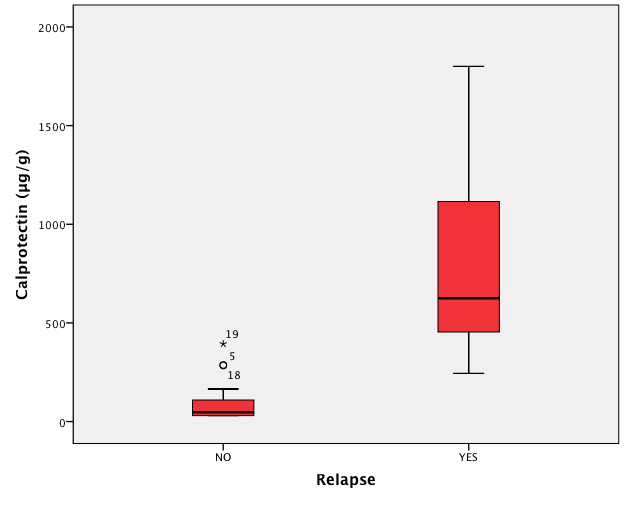 2000
1500
1000
500
0
Calprotectin (µg/g)
*19
5
18
NO
YES
Relapse